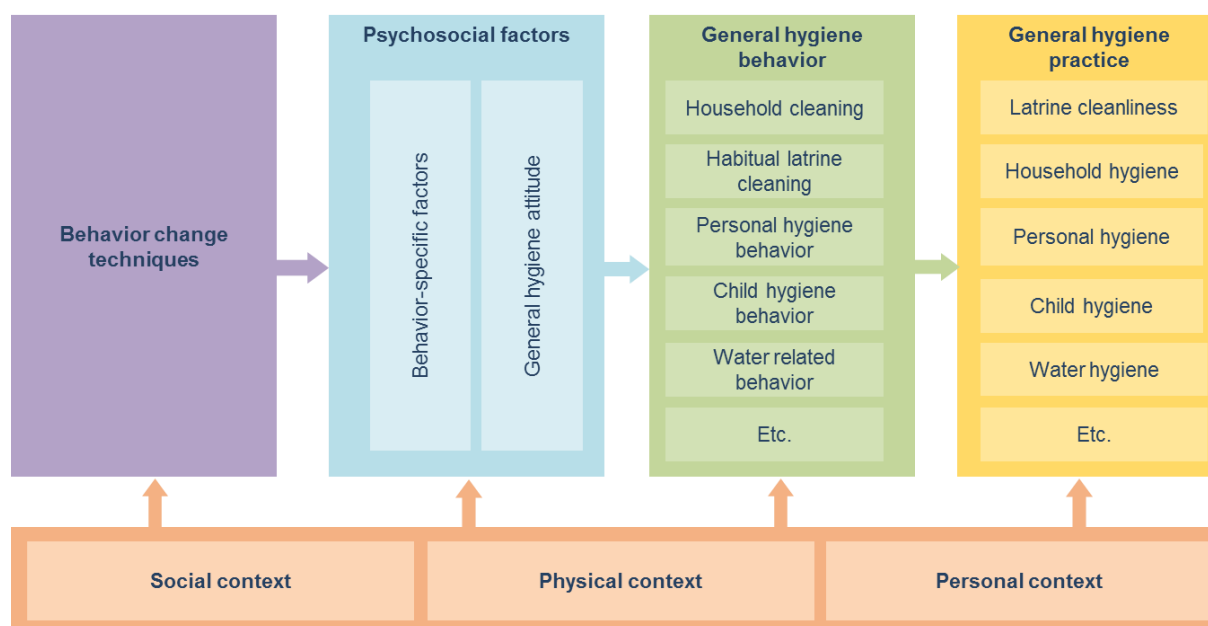 Behavior change
techniques
Psychosocial factors
Behavior-specific factors
General hygiene attitude
General hygiene
behavior
Household cleaning
Habitual latrine
cleaning
Personal hygiene
behavior
Child hygiene
behavior
Water related
behavior
Etc.
General hygiene
practice
Latrine cleanliness
Household hygiene
Personal hygiene
Child hygiene
Water hygiene
Etc.
Social context
Physical context
Personal context